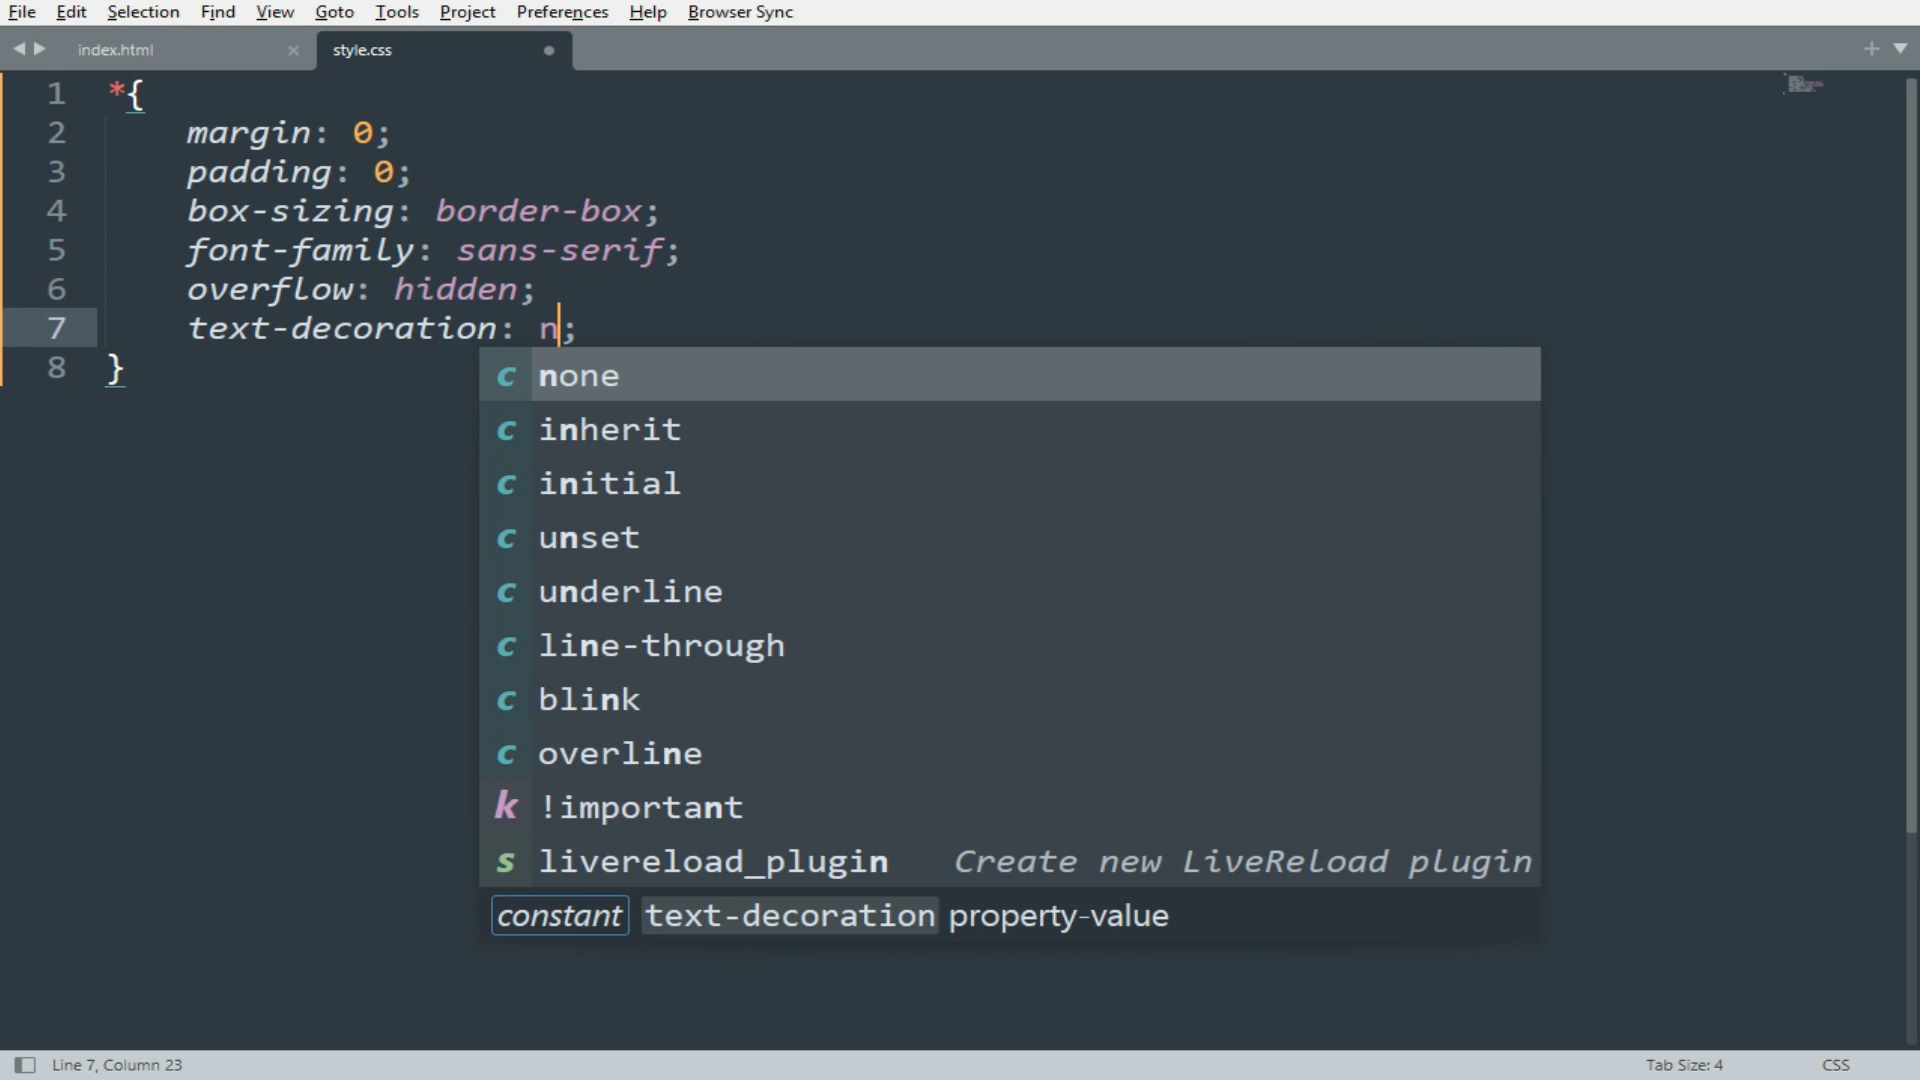 File Edit Selection Find View Goto Tools Project Preferences Help Browser Sync
index.html × style.css
1 *{
2 margin: 0;
3 padding: 0;
4 box-sizing: border-box;
5 font-family: sans-serif;
6 overflow: hidden;
7 text-decoration: n;
8 }
c none
c inherit
c initial
c unset
c underline
c line-through
c blink
c overline
k !important
s livereload_plugin Create new LiveReload plugin
constant text-decoration property-value
Line 7, Column 23 Tab Size: 4 CSS